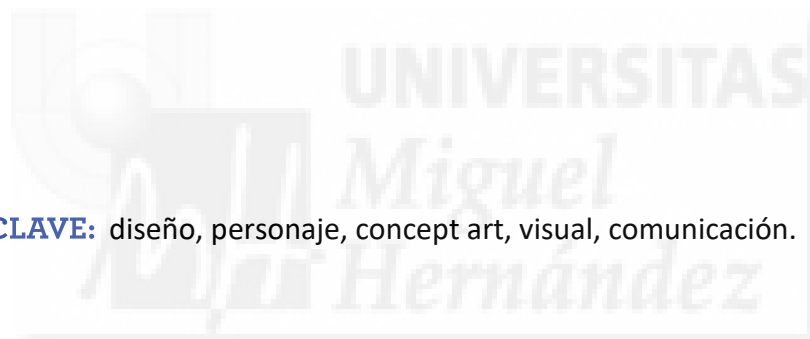 UNIVERSITAS
Miguel
CLAVE: diseño, personaje, concept art, visual, comunicación.
Hernández